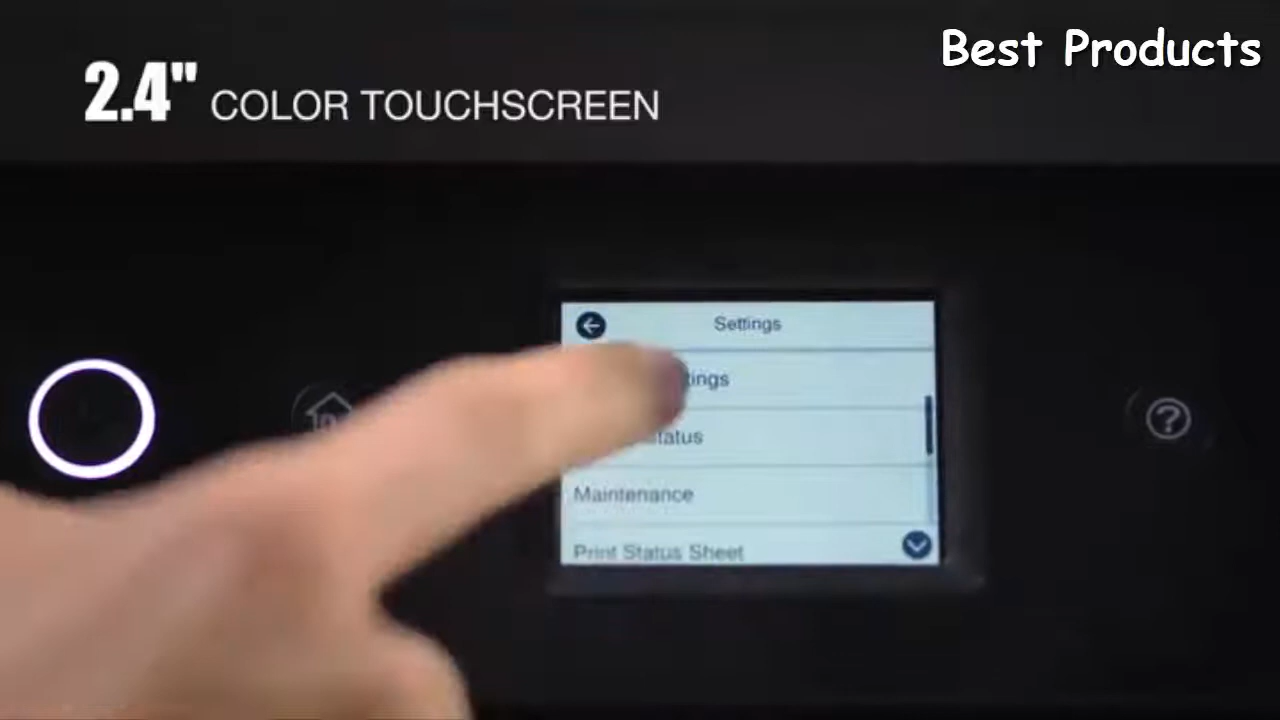 Best Products
2.4" COLOR TOUCHSCREEN
Settings
Maintenance
Print Status Sheet
?